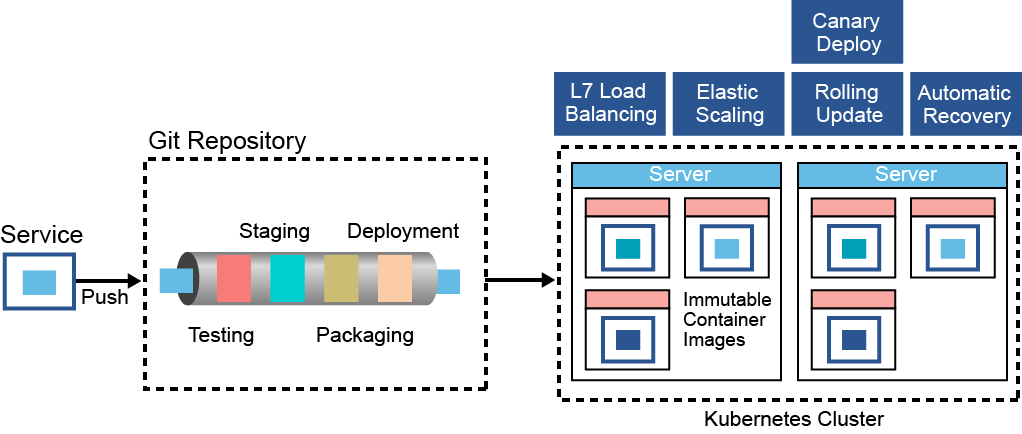 Canary
Deploy
L7 Load
Balancing
Elastic
Scaling
Rolling
Update
Automatic
Recovery
Git Repository
Server
Server
Service
Staging
Deployment
Push
Testing
Packaging
Immutable
Container
Images
Kubernetes Cluster